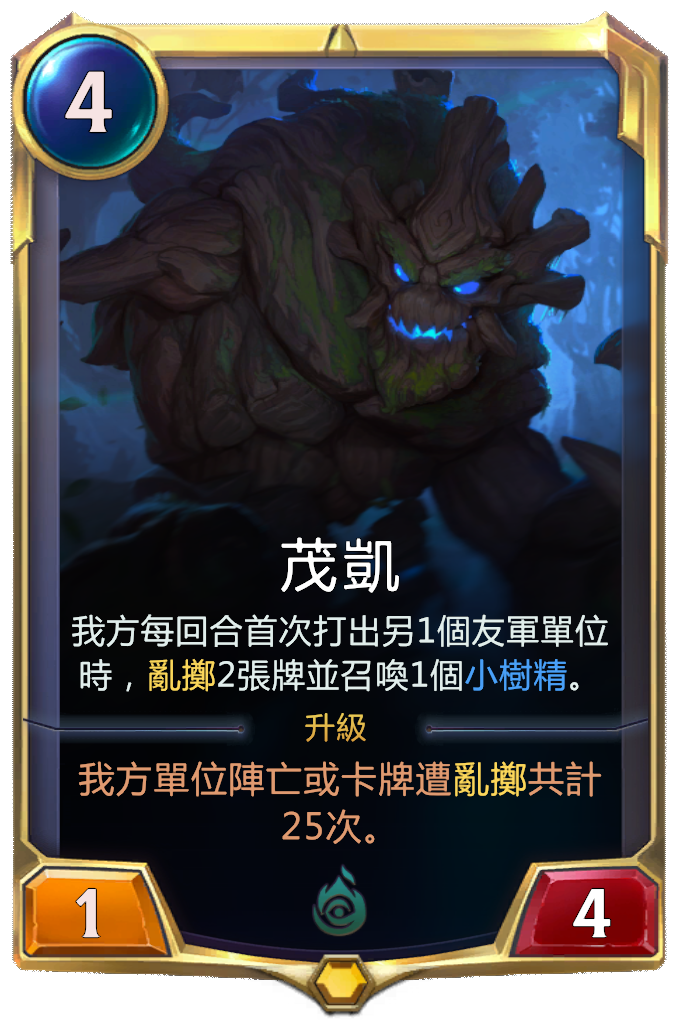 4
茂凱
我方每回合首次打出另1個友軍單位
時，亂擲2張牌並召喚1個小樹精。
升級
我方單位陣亡或卡牌遭亂擲共計
25次。
1
4